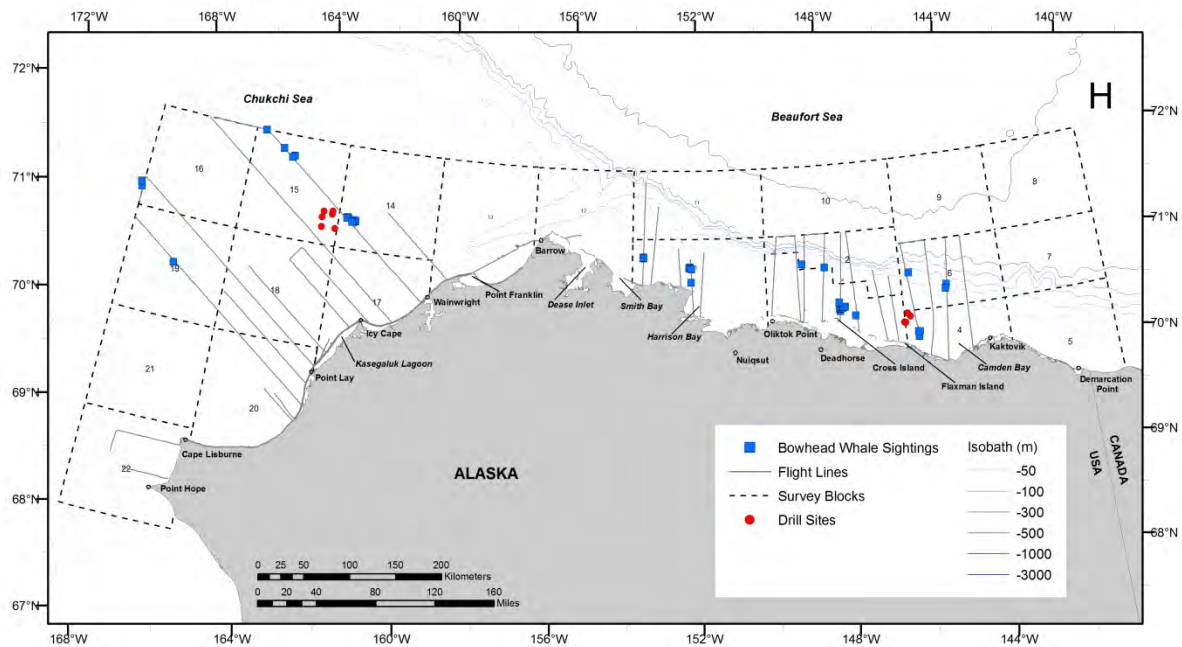 172°W 168°W 164°W 160°W 156°W 152°W 148°W 144°W 140°W
72°N
72°N
H
Chukchi Sea
Beaufort Sea
71°N
71°N
16
15
14
13
12
11
10
9
8
7
70°N
70°N
19
18
17
2
6
4
5
Barrow
Point Franklin
Wainwright
Dease Inlet
Smith Bay
Harrison Bay
Icy Cape
Kasegaluk Lagoon
Oliktok Point
Nuiqsut
Deadhorse
Cross Island
Flaxman Island
Camden Bay
Kaktovik
Demarcation Point
69°N
69°N
21
20
Point Lay
22
Cape Lisburne
Point Hope
ALASKA
CANADA
USA
68°N
68°N
67°N
Bowhead Whale Sightings
Flight Lines
Survey Blocks
Drill Sites
Isobath (m)
-50
-100
-300
-500
-1000
-3000
0 25 50 100 150 200
Kilometers
0 20 40 80 120 160
Miles
168°W 164°W 160°W 156°W 152°W 148°W 144°W